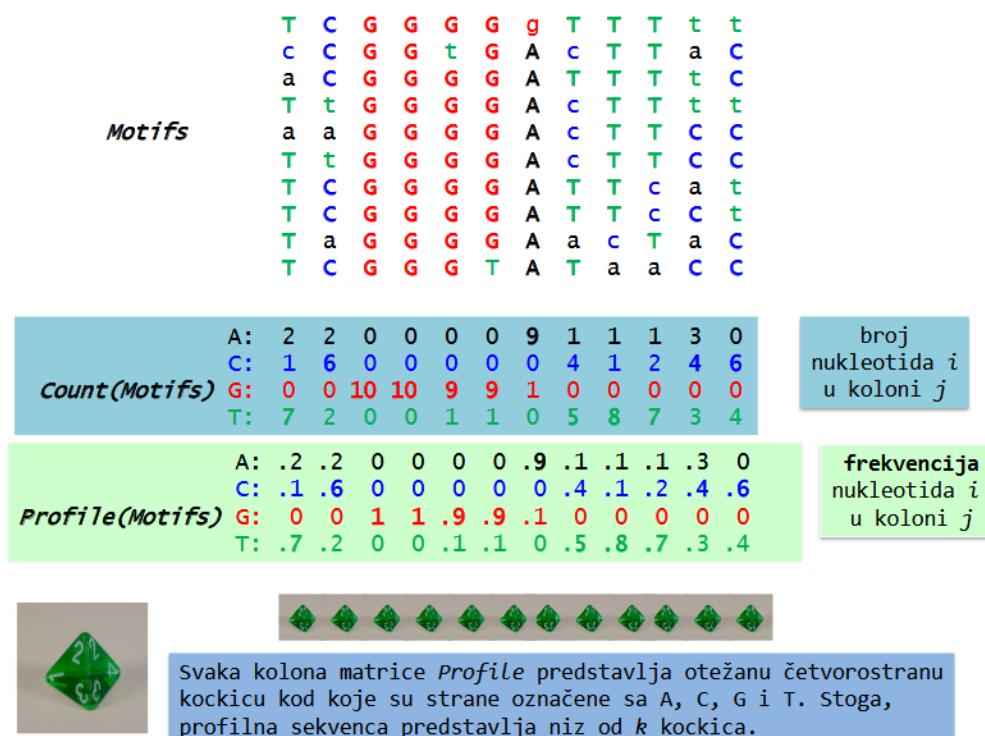 T C G G G G g T T T t t
c C G G t G A c T T a C
a C G G G G A T T T t C
T t G G G G A c T T t t
Motifs a a G G G G A c T T C C
T t G G G G A c T T C C
T C G G G G A T T c a t
T C G G G G A T T c C t
T a G G G G A a c T a C
T C G G G T A T a a C C
A: 2 2 0 0 0 0 9 1 1 1 3 0
C: 1 6 0 0 0 0 0 4 1 2 4 6
Count(Motifs) G: 0 0 10 10 9 9 1 0 0 0 0 0
T: 7 2 0 0 1 1 0 5 8 7 3 4
broj
nukleotida i
u koloni j
A: .2 .2 0 0 0 0 .9 .1 .1 .1 .3 0
C: .1 .6 0 0 0 0 0 .4 .1 .2 .4 .6
Profile(Motifs) G: 0 0 1 1 .9 .9 .1 0 0 0 0 0
T: .7 .2 0 0 .1 .1 0 .5 .8 .7 .3 .4
frekvencija
nukleotida i
u koloni j
1 2 2 4 3 3
Svaka kolona matrice Profile predstavlja otežanu četvorostranu
kockicu kod koje su strane označene sa A, C, G i T. Stoga,
profilna sekvenca predstavlja niz od k kockica.